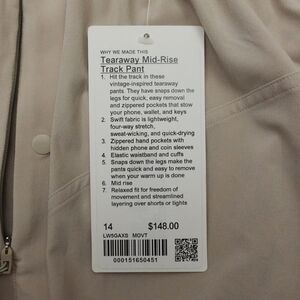 WHY WE MADE THIS
Tearaway Mid-Rise
Track Pant
1. Hit the track in these
vintage-inspired tearaway
pants. They have snaps down the
legs for quick, easy removal
and zippered pockets that stow
your phone, wallet, and keys
2. Swift fabric is lightweight,
four-way stretch,
sweat-wicking, and quick-drying
3. Zippered hand pockets with
hidden phone and coin sleeves
4. Elastic waistband and cuffs
5. Snaps down the legs make the
pants quick and easy to remove
when your warm up is done
6. Mid rise
7. Relaxed fit for freedom of
movement and streamlined
layering over shorts or tights
14 $148.00
LW5GAXS MOVT
000151650451